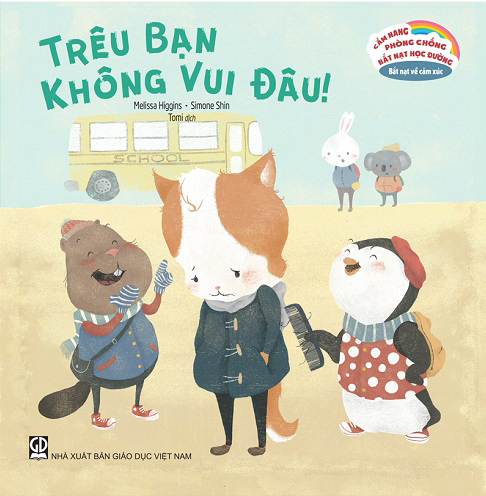 TRÊU BẠN
KHÔNG VUI ĐÂU!
Melissa Higgins • Simone Shin
Tomi dịch
CẨM NANG
PHÒNG CHỐNG
BẮT NẠT HỌC ĐƯỜNG
Bắt nạt về cảm xúc
SCHOOL
GD
NHÀ XUẤT BẢN GIÁO DỤC VIỆT NAM